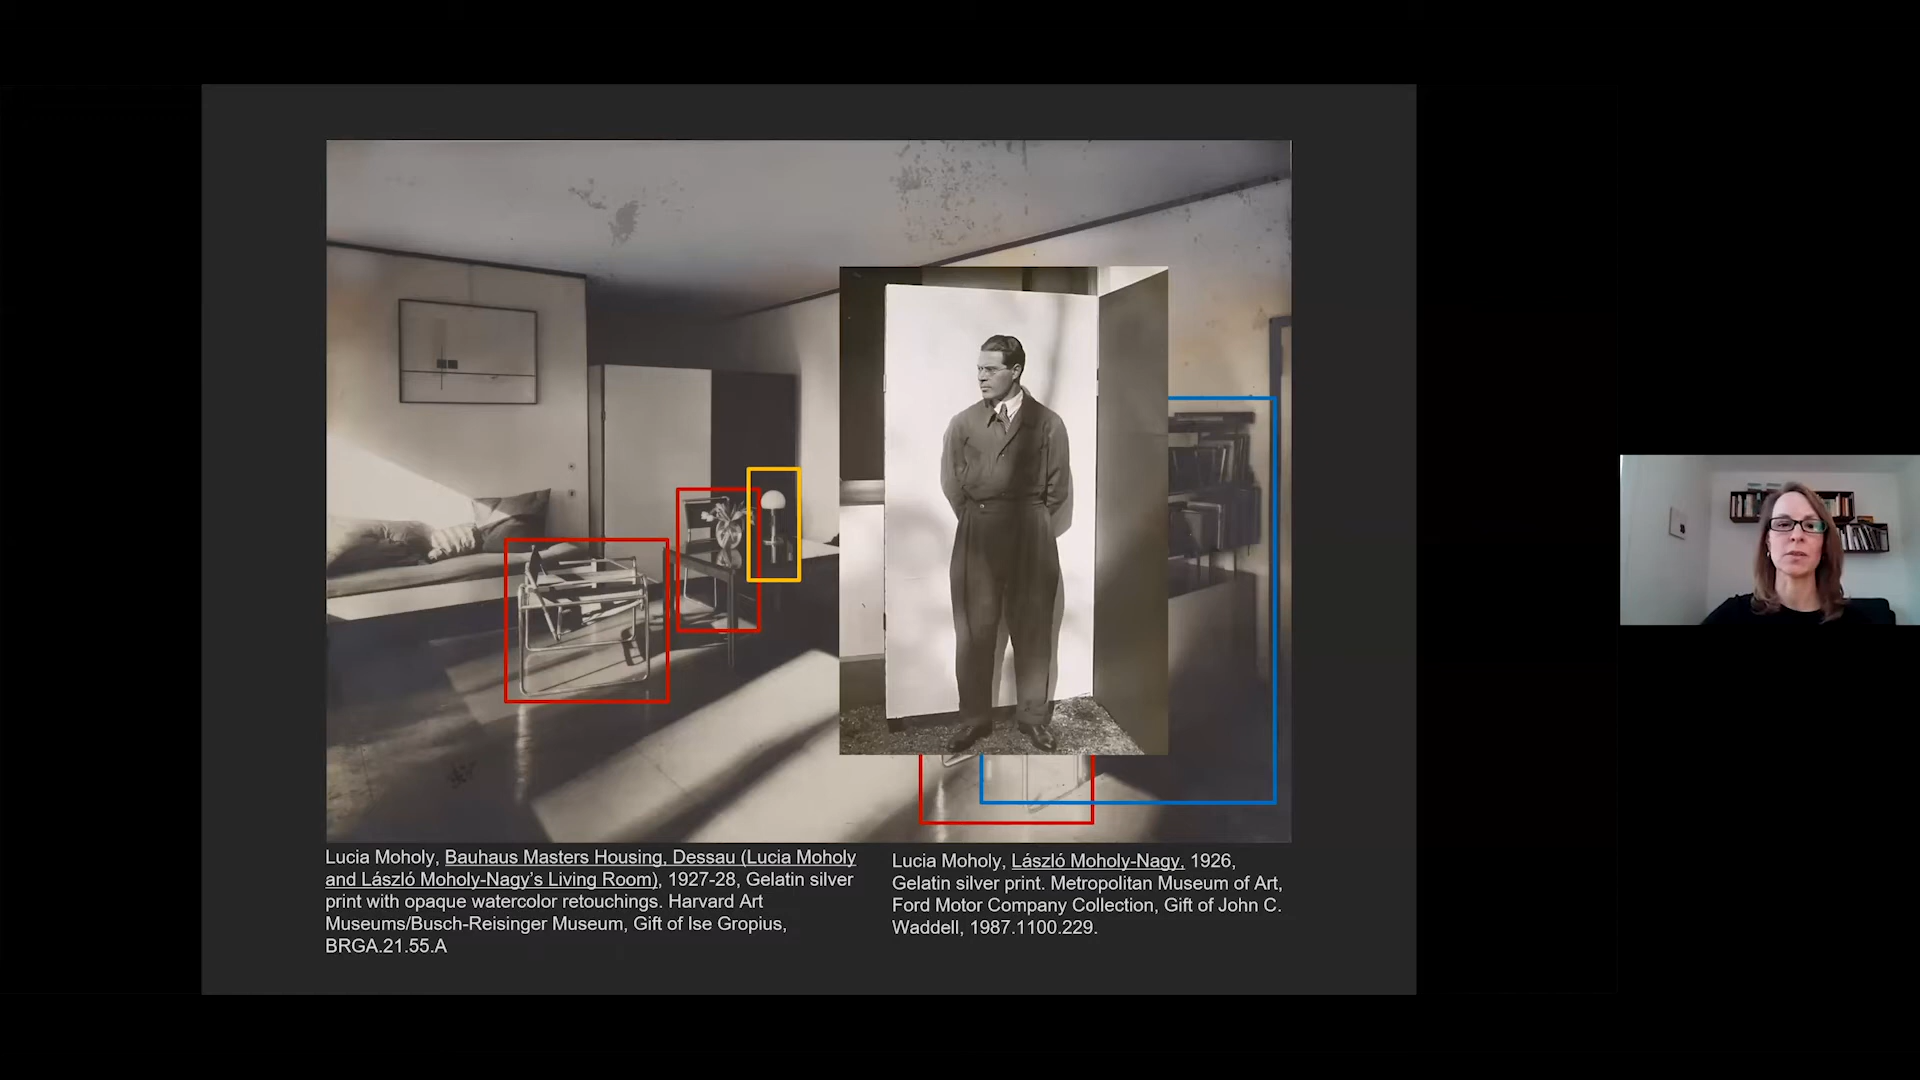 Lucia Moholy, Bauhaus Masters Housing, Dessau (Lucia Moholy
and László Moholy-Nagy’s Living Room), 1927-28, Gelatin silver
print with opaque watercolor retouchings. Harvard Art
Museums/Busch-Reisinger Museum, Gift of Ise Gropius,
BRGA.21.55.A
Lucia Moholy, László Moholy-Nagy, 1926,
Gelatin silver print. Metropolitan Museum of Art,
Ford Motor Company Collection, Gift of John C.
Waddell, 1987.1100.229.